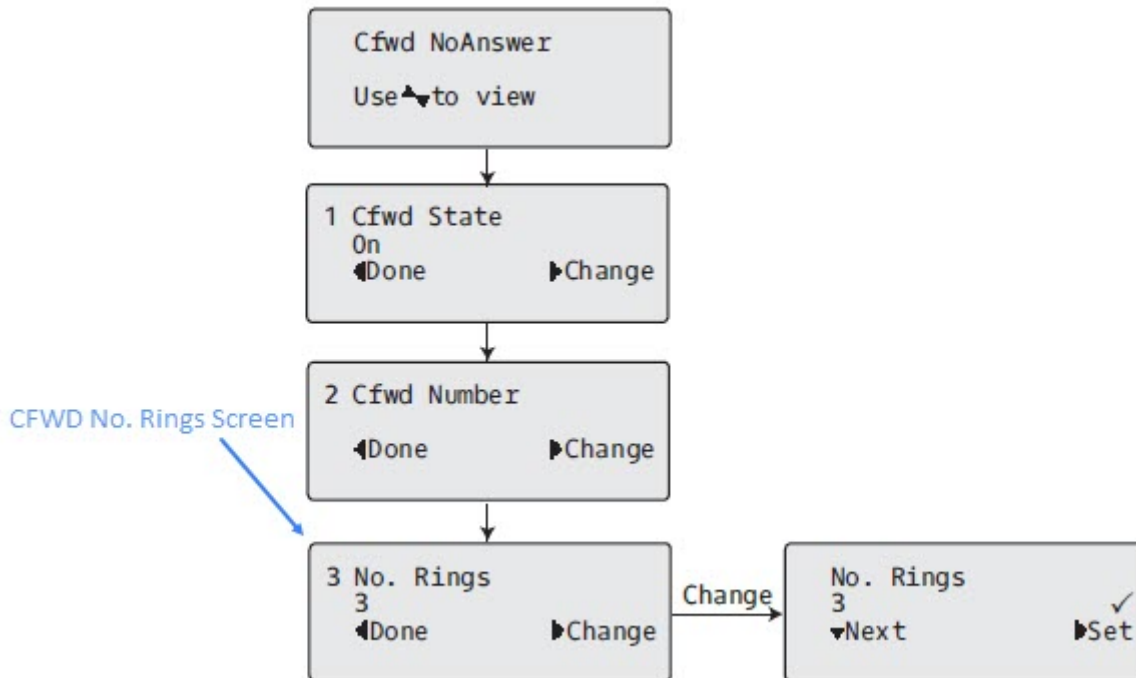 Cfwd NoAnswer
Use to view
1 Cfwd State
On
Done Change
2 Cfwd Number
Done Change
CFWD No. Rings Screen
3 No. Rings
3
Done Change
Change
No. Rings
3 ✓
Next Set